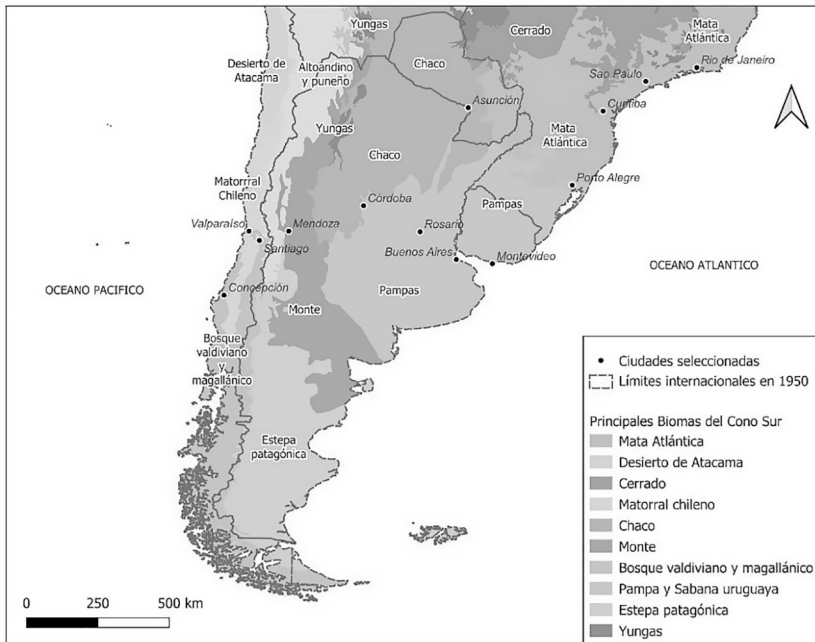 Yungas
Cerrado
Mata
Atlántica
Desierto de
Atacama
Altoandino
y puneño
Chaco
Rio de Janeiro
Sao Paulo
Asunción
Curitiba
Yungas
Mata
Atlántica
Chaco
Matorrral
Chileno
Porto Alegre
Córdoba
Pampas
Valparaíso
Mendoza
Rosario
Santiago
Buenos Aires
Montevideo
OCEANO ATLANTICO
OCEANO PACIFICO
Concepción
Pampas
Monte
Bosque
valdiviano
y
magallánico
Estepa
patagónica
Ciudades seleccionadas
Límites internacionales en 1950
Principales Biomas del Cono Sur
Mata Atlántica
Desierto de Atacama
Cerrado
Matorral chileno
Chaco
Monte
Bosque valdiviano y magallánico
Pampa y Sabana uruguaya
Estepa patagónica
Yungas
0 250 500 km